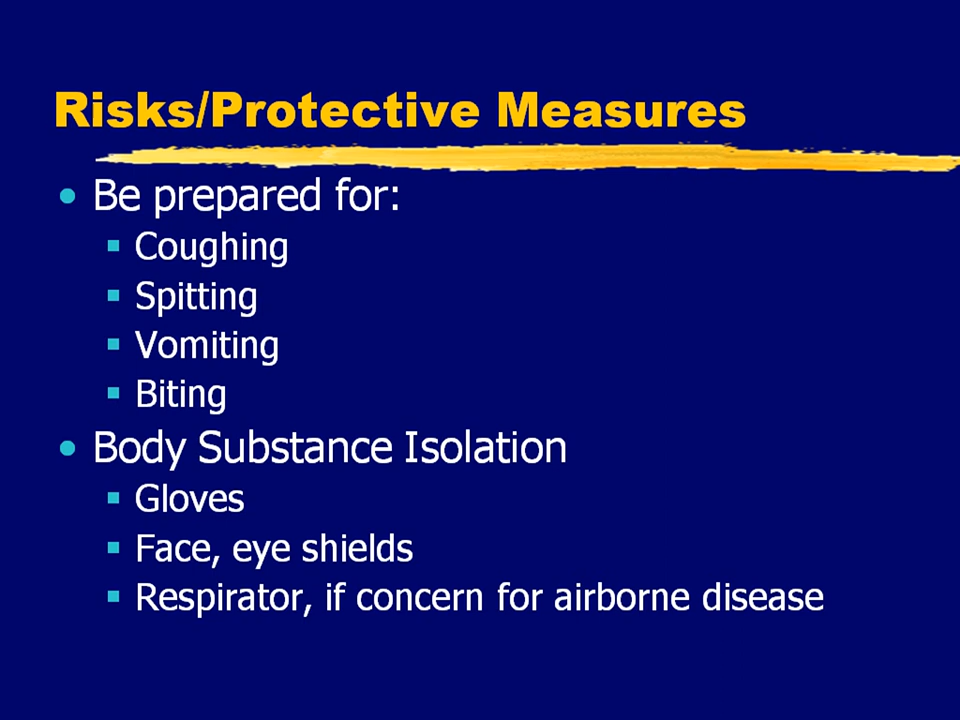 Risks/Protective Measures
• Be prepared for:
▪ Coughing
▪ Spitting
▪ Vomiting
▪ Biting
• Body Substance Isolation
▪ Gloves
▪ Face, eye shields
▪ Respirator, if concern for airborne disease